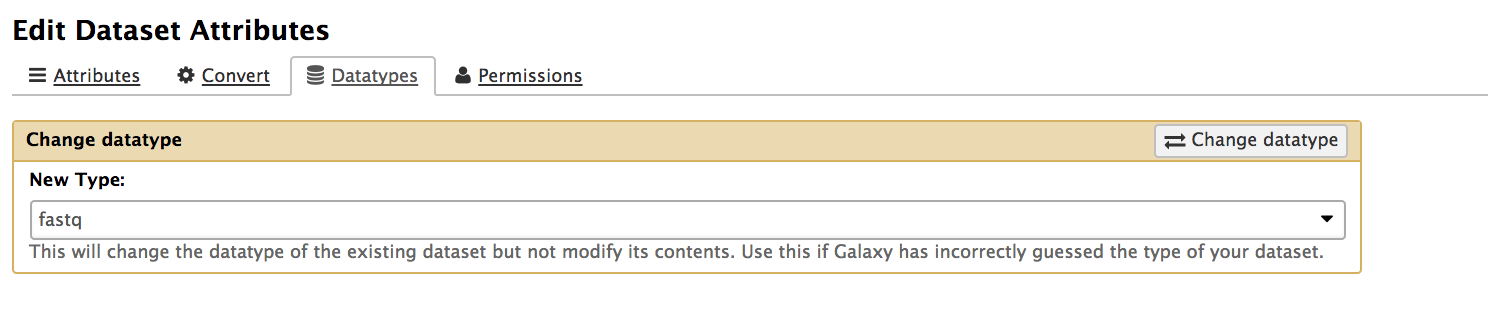 Edit Dataset Attributes
Attributes Convert Datatypes Permissions
Change datatype Change datatype
New Type:
fastq
This will change the datatype of the existing dataset but not modify its contents. Use this if Galaxy has incorrectly guessed the type of your dataset.